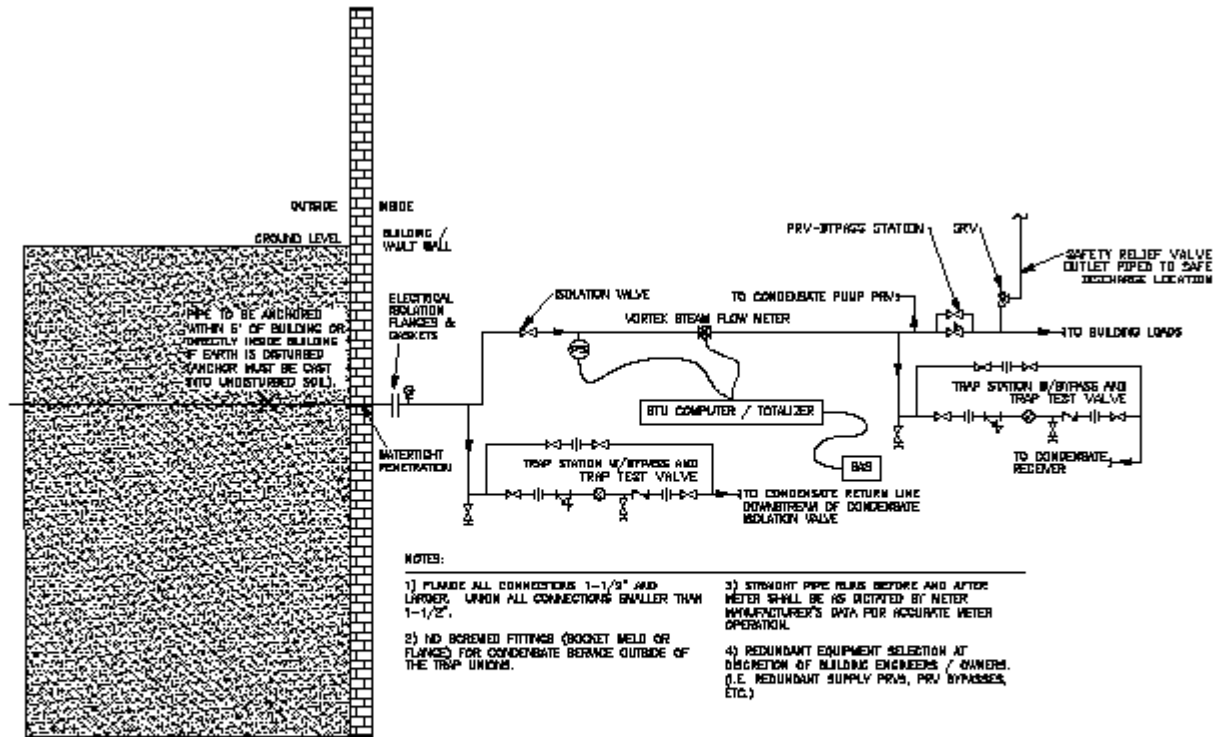 OUTSIDE
INSIDE
GROUND LEVEL
BUILDING /
VAULT WALL
PIPE TO BE ANCHORED
WITHIN 5' OF BUILDING OR
DIRECTLY INSIDE BUILDING
IF EARTH IS DISTURBED
(ANCHOR MUST BE CAST
INTO UNDISTURBED SOIL).
ELECTRICAL
ISOLATION
FLANGES &
GASKETS
WATERTIGHT
PENETRATION
ISOLATION VALVE
VORTEX STEAM FLOW METER
TO CONDENSATE PUMP PRVs
PRV-BYPASS STATION
SRV
SAFETY RELIEF VALVE
OUTLET PIPED TO SAFE
DISCHARGE LOCATION
TO BUILDING LOADS
BTU COMPUTER / TOTALIZER
BAS
TRAP STATION W/BYPASS AND
TRAP TEST VALVE
TO CONDENSATE
RECEIVER
TRAP STATION W/BYPASS AND
TRAP TEST VALVE
TO CONDENSATE RETURN LINE
DOWNSTREAM OF CONDENSATE
ISOLATION VALVE
NOTES:
1) FLANGE ALL CONNECTIONS 1-1/2" AND
LARGER. UNION ALL CONNECTIONS SMALLER THAN
1-1/2".
2) NO SCREWED FITTINGS (SOCKET WELD OR
FLANGE) FOR CONDENSATE SERVICE OUTSIDE OF
THE TRAP UNIONS.
3) STRAIGHT PIPE RUNS BEFORE AND AFTER
METER SHALL BE AS DICTATED BY METER
MANUFACTURER'S DATA FOR ACCURATE METER
OPERATION.
4) REDUNDANT EQUIPMENT SELECTION AT
DISCRETION OF BUILDING ENGINEERS / OWNERS.
(I.E. REDUNDANT SUPPLY PRVS, PRV BYPASSES,
ETC.)